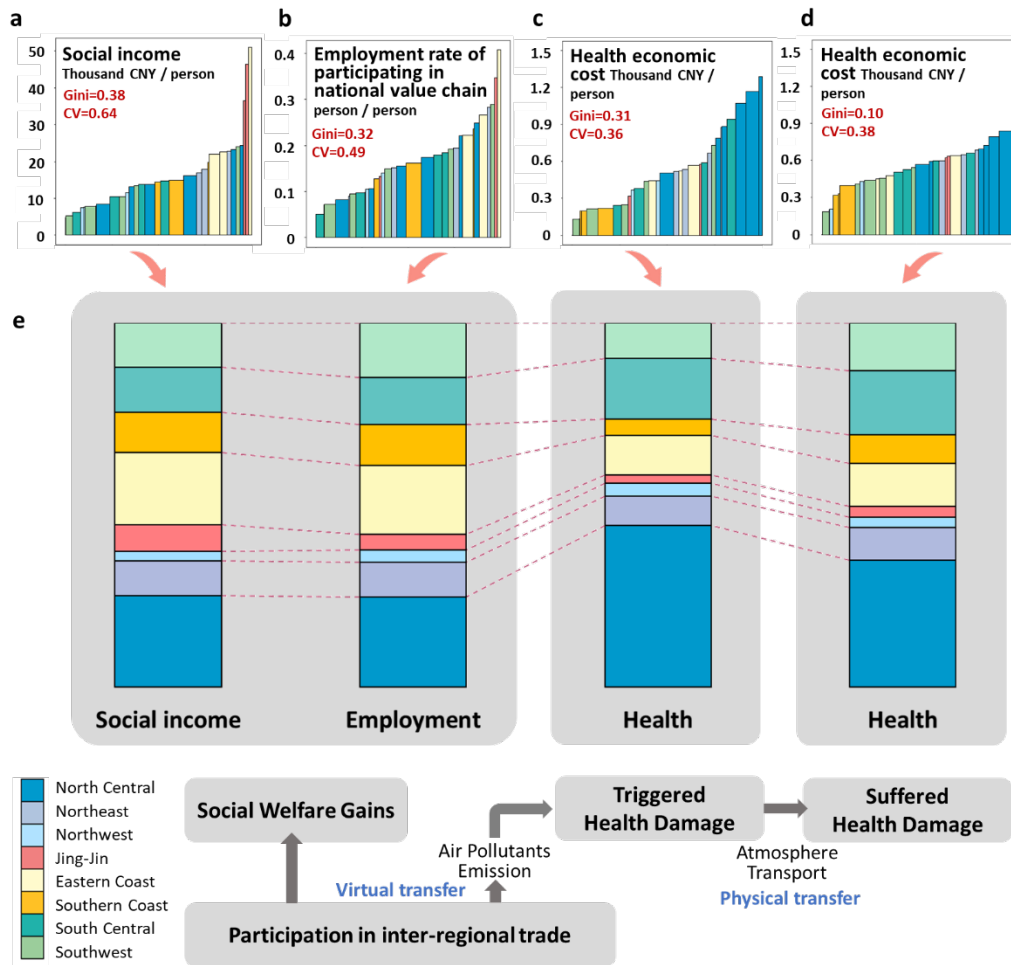 a
Social income
Thousand CNY / person
Gini=0.38
CV=0.64
50
40
30
20
10
0
b
Employment rate of
participating in
national value chain
person / person
Gini=0.32
CV=0.49
0.4
0.3
0.2
0.1
0
c
Health economic
cost Thousand CNY /
person
Gini=0.31
CV=0.36
1.5
1.2
0.9
0.6
0.3
0
d
Health economic
cost Thousand CNY /
person
Gini=0.10
CV=0.38
1.5
1.2
0.9
0.6
0.3
0
e
Social income
Employment
Health
Health
North Central
Northeast
Northwest
Jing-Jin
Eastern Coast
Southern Coast
South Central
Southwest
Social Welfare Gains
Triggered
Health Damage
Suffered
Health Damage
Air Pollutants
Emission
Atmosphere
Transport
Virtual transfer
Physical transfer
Participation in inter-regional trade